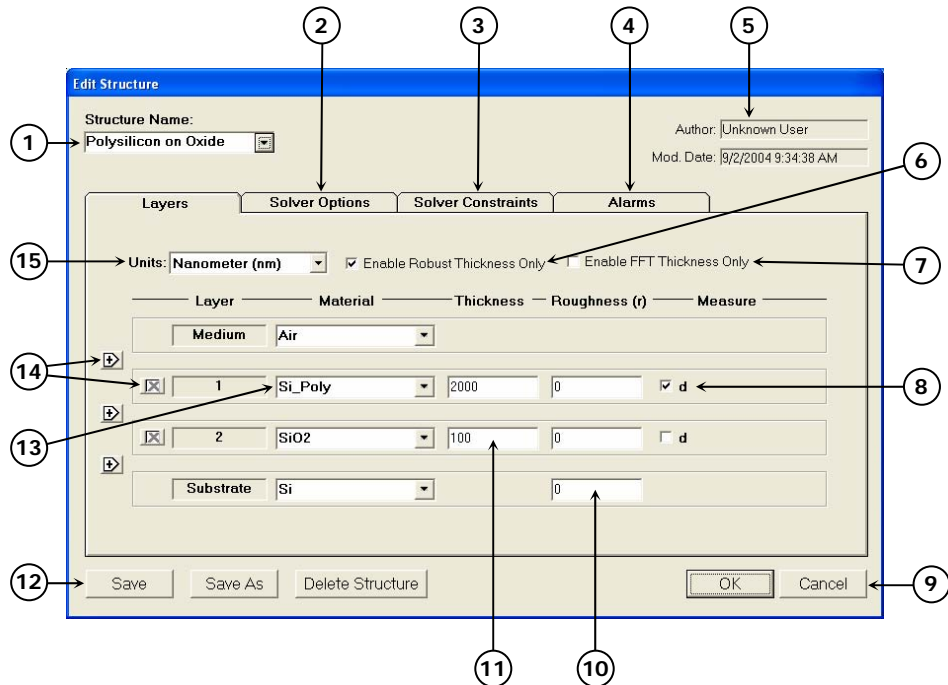 2 3 4 5
Edit Structure
Structure Name:
1
Polysilicon on Oxide
Author: Unknown User
Mod. Date: 9/2/2004 9:34:38 AM
6
Layers Solver Options Solver Constraints Alarms
15
Units: Nanometer (nm) Enable Robust Thickness Only Enable FFT Thickness Only
7
Layer Material Thickness Roughness (r) Measure
Medium Air
14
1 Si_Poly 2000 0 d
8
13
2 SiO2 100 0 d
Substrate Si 0
12
Save Save As Delete Structure OK Cancel
9
11 10